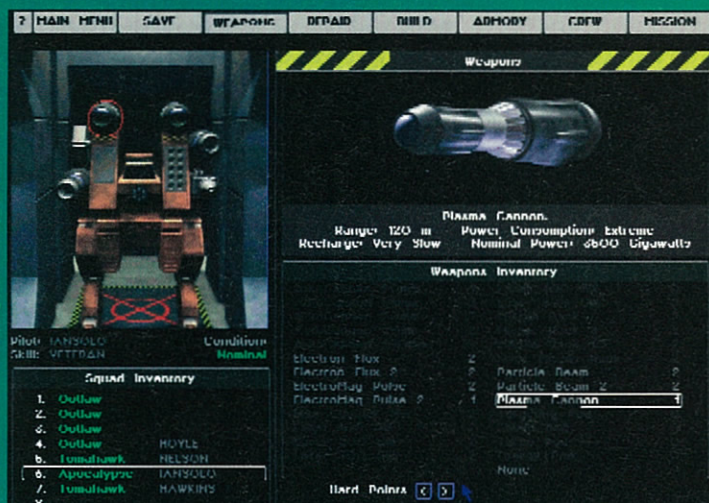 ? MAIN MENU SAVE WEAPONS REPAIR BUILD ARMORY CREW MISSION
Weapons
Plasma Cannon.
Range: 120 m Power Consumption: Extreme
Recharge: Very Slow Nominal Power: 3600 Gigawatts
Weapons Inventory
Electron Flux 2
Electron Flux 2 2 Particle Beam 2
ElectroMag Pulse 2 Particle Beam 2 2
ElectroMag Pulse 2 1 Plasma Cannon 1
None
Hard Points < >
Pilot: IANSOLO Condition:
Skill: VETERAN Nominal
Squad Inventory
1. Outlaw
2. Outlaw
3. Outlaw
4. Outlaw HOYLE
5. Tomahawk NELSON
6. Apocalypse IANSOLO
7. Tomahawk HAWKINS